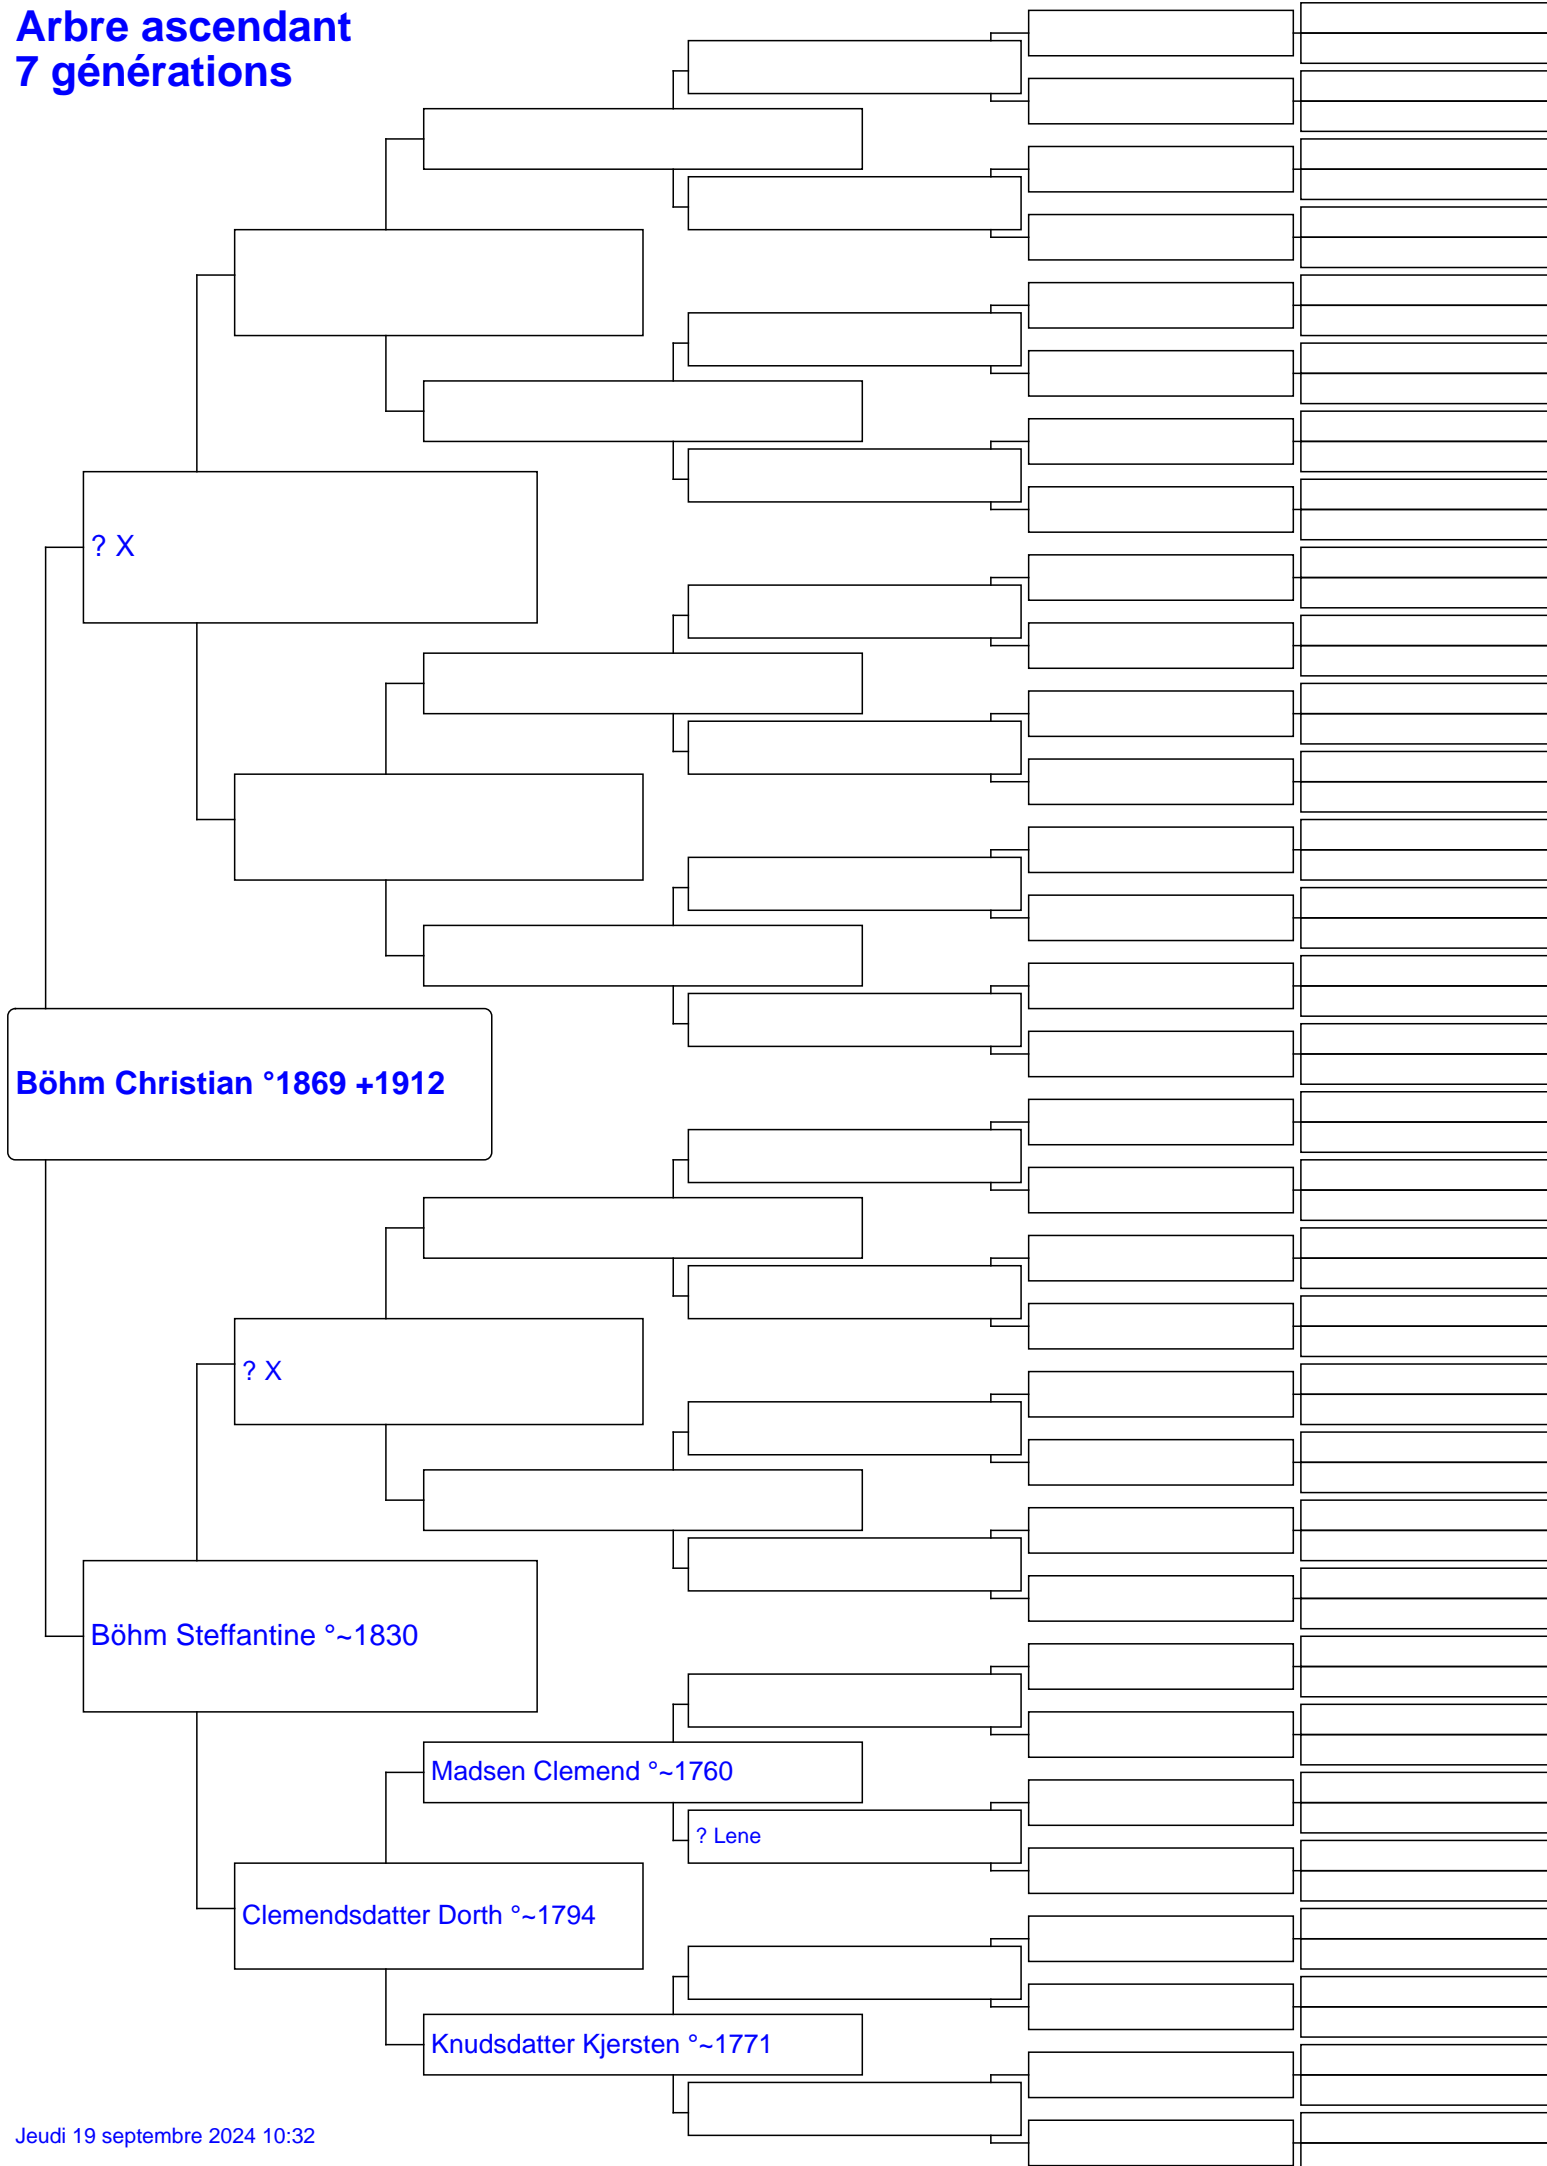 Arbre ascendant
7 générations
? X
Böhm Christian °1869 +1912
? X
Böhm Steffantine °~1830
Madsen Clemend °~1760
? Lene
Clemendsdatter Dorth °~1794
Knudsdatter Kjersten °~1771
Jeudi 19 septembre 2024 10:32